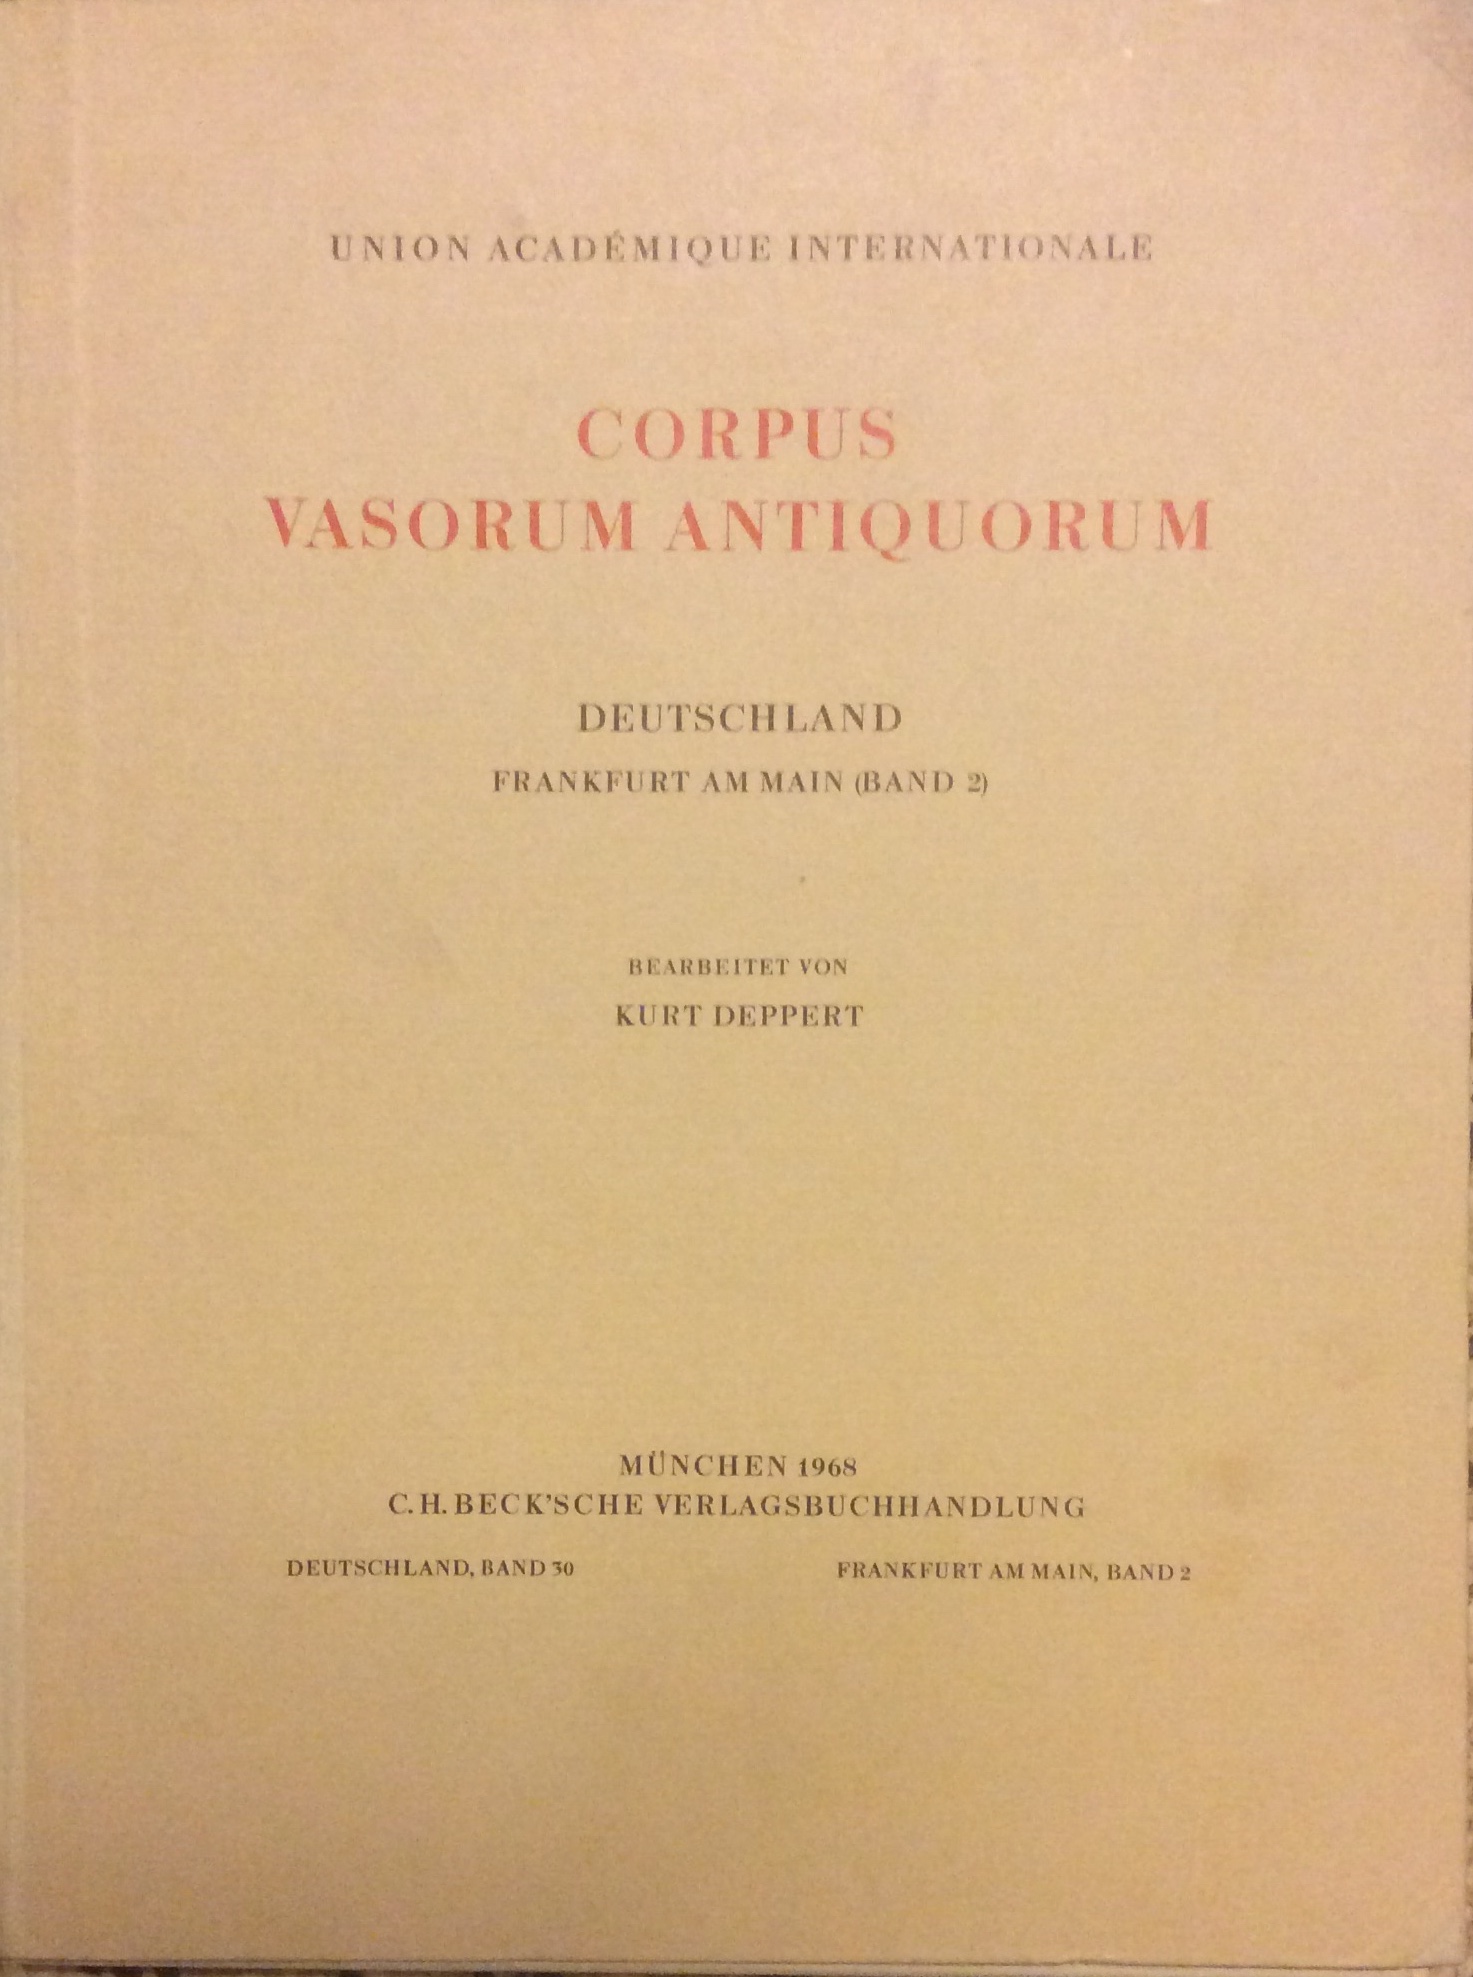 UNION ACADÉMIQUE INTERNATIONALE
CORPUS
VASORUM ANTIQUORUM
DEUTSCHLAND
FRANKFURT AM MAIN (BAND 2)
BEARBEITET VON
KURT DEPPERT
MÜNCHEN 1968
C.H.BECK'SCHE VERLAGSBUCHHANDLUNG
DEUTSCHLAND, BAND 30
FRANKFURT AM MAIN, BAND 2